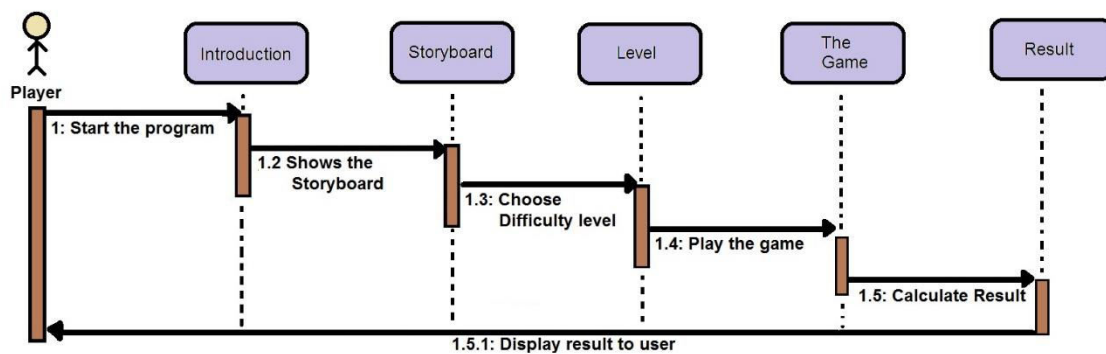 Introduction
Storyboard
Level
The
Game
Result
Player
1: Start the program
1.2 Shows the
Storyboard
1.3: Choose
Difficulty level
1.4: Play the game
1.5: Calculate Result
1.5.1: Display result to user